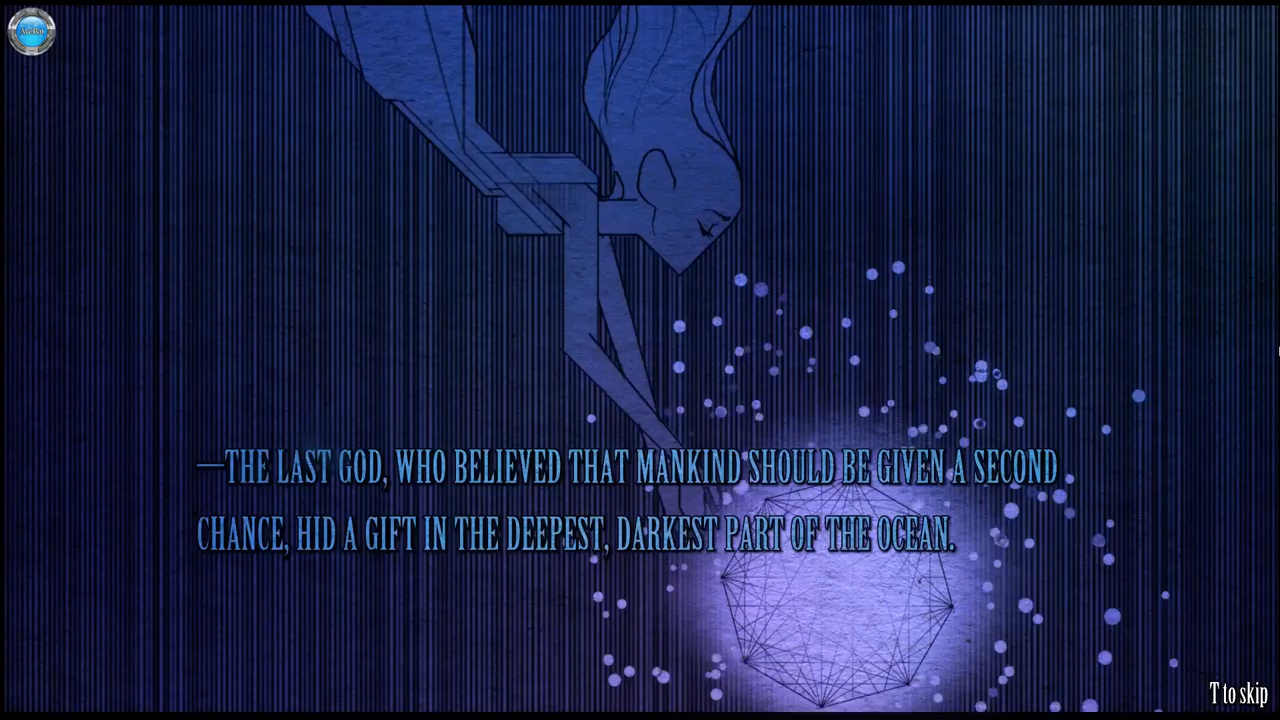 —THE LAST GOD, WHO BELIEVED THAT MANKIND SHOULD BE GIVEN A SECOND
CHANCE, HID A GIFT IN THE DEEPEST, DARKEST PART OF THE OCEAN.
T to skip